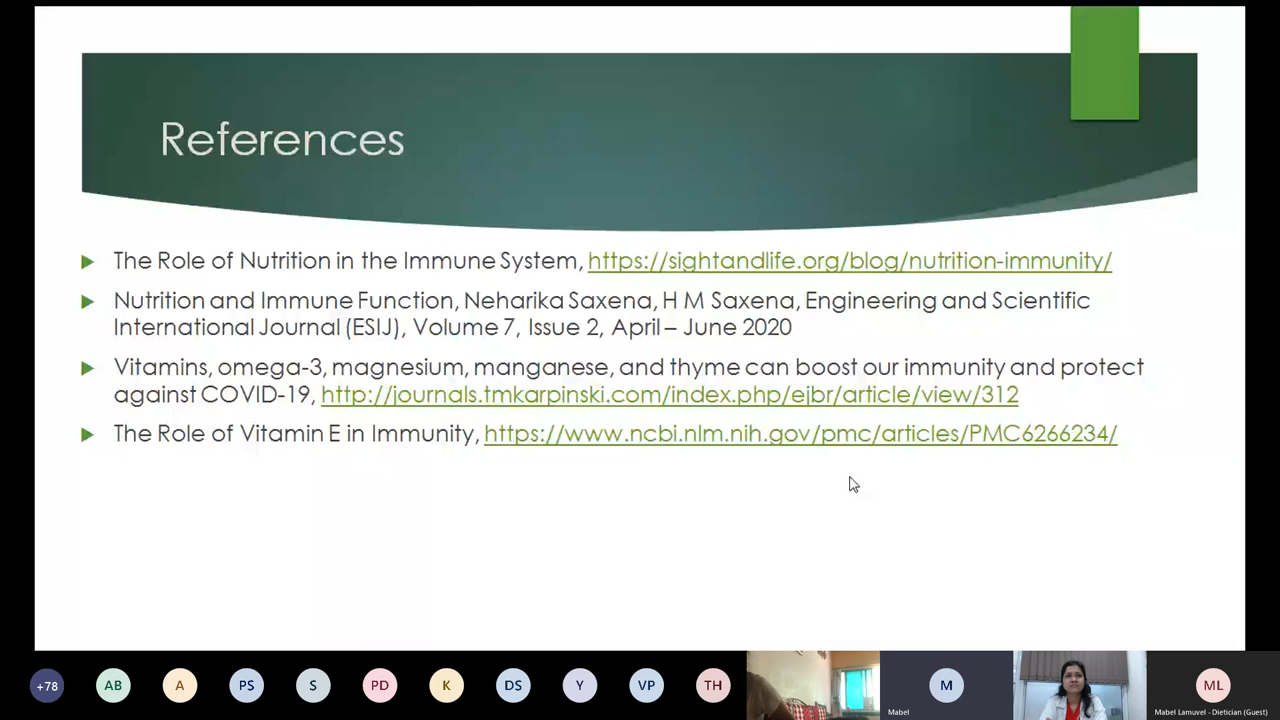 References
The Role of Nutrition in the Immune System, https://sightandlife.org/blog/nutrition-immunity/
Nutrition and Immune Function, Neharika Saxena, H M Saxena, Engineering and Scientific
International Journal (ESIJ), Volume 7, Issue 2, April – June 2020
Vitamins, omega-3, magnesium, manganese, and thyme can boost our immunity and protect
against COVID-19, http://journals.tmkarpinski.com/index.php/ejbr/article/view/312
The Role of Vitamin E in Immunity, https://www.ncbi.nlm.nih.gov/pmc/articles/PMC6266234/
+78 AB A PS S PD K DS Y VP TH M ML
Mabel Mabel Lamuvel - Dietician (Guest)